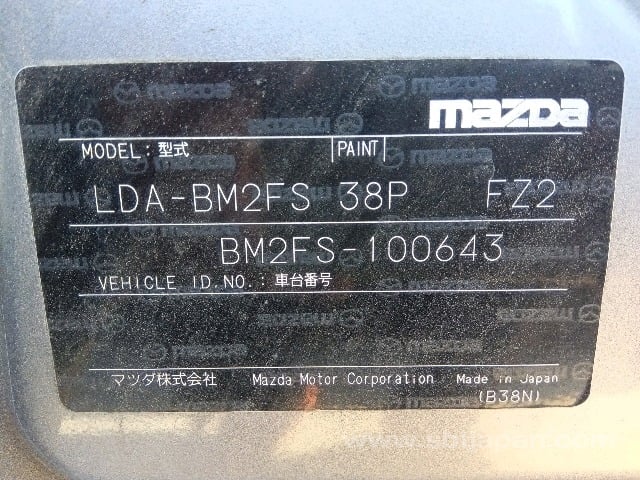 mazda
MODEL:型式 PAINT
LDA-BM2FS 38P FZ2
BM2FS-100643
VEHICLE ID.NO.:車台番号
マツダ株式会社 Mazda Motor Corporation Made in Japan
(B38N)